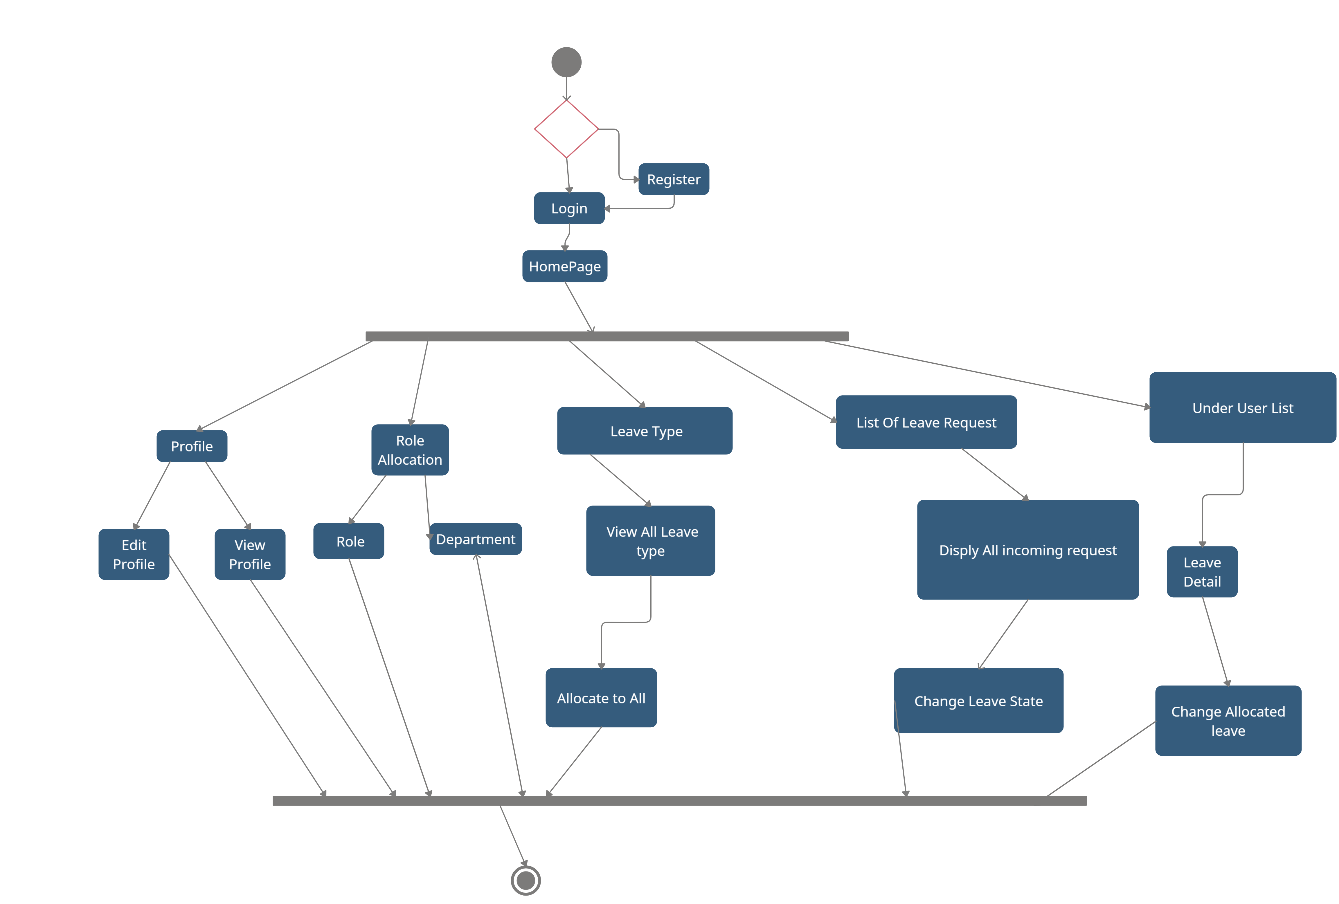 Register
Login
HomePage
Under User List
List Of Leave Request
Leave Type
Role
Allocation
Profile
Edit
Profile
View
Profile
Role
Department
View All Leave
type
Disply All incoming request
Leave
Detail
Allocate to All
Change Leave State
Change Allocated
leave